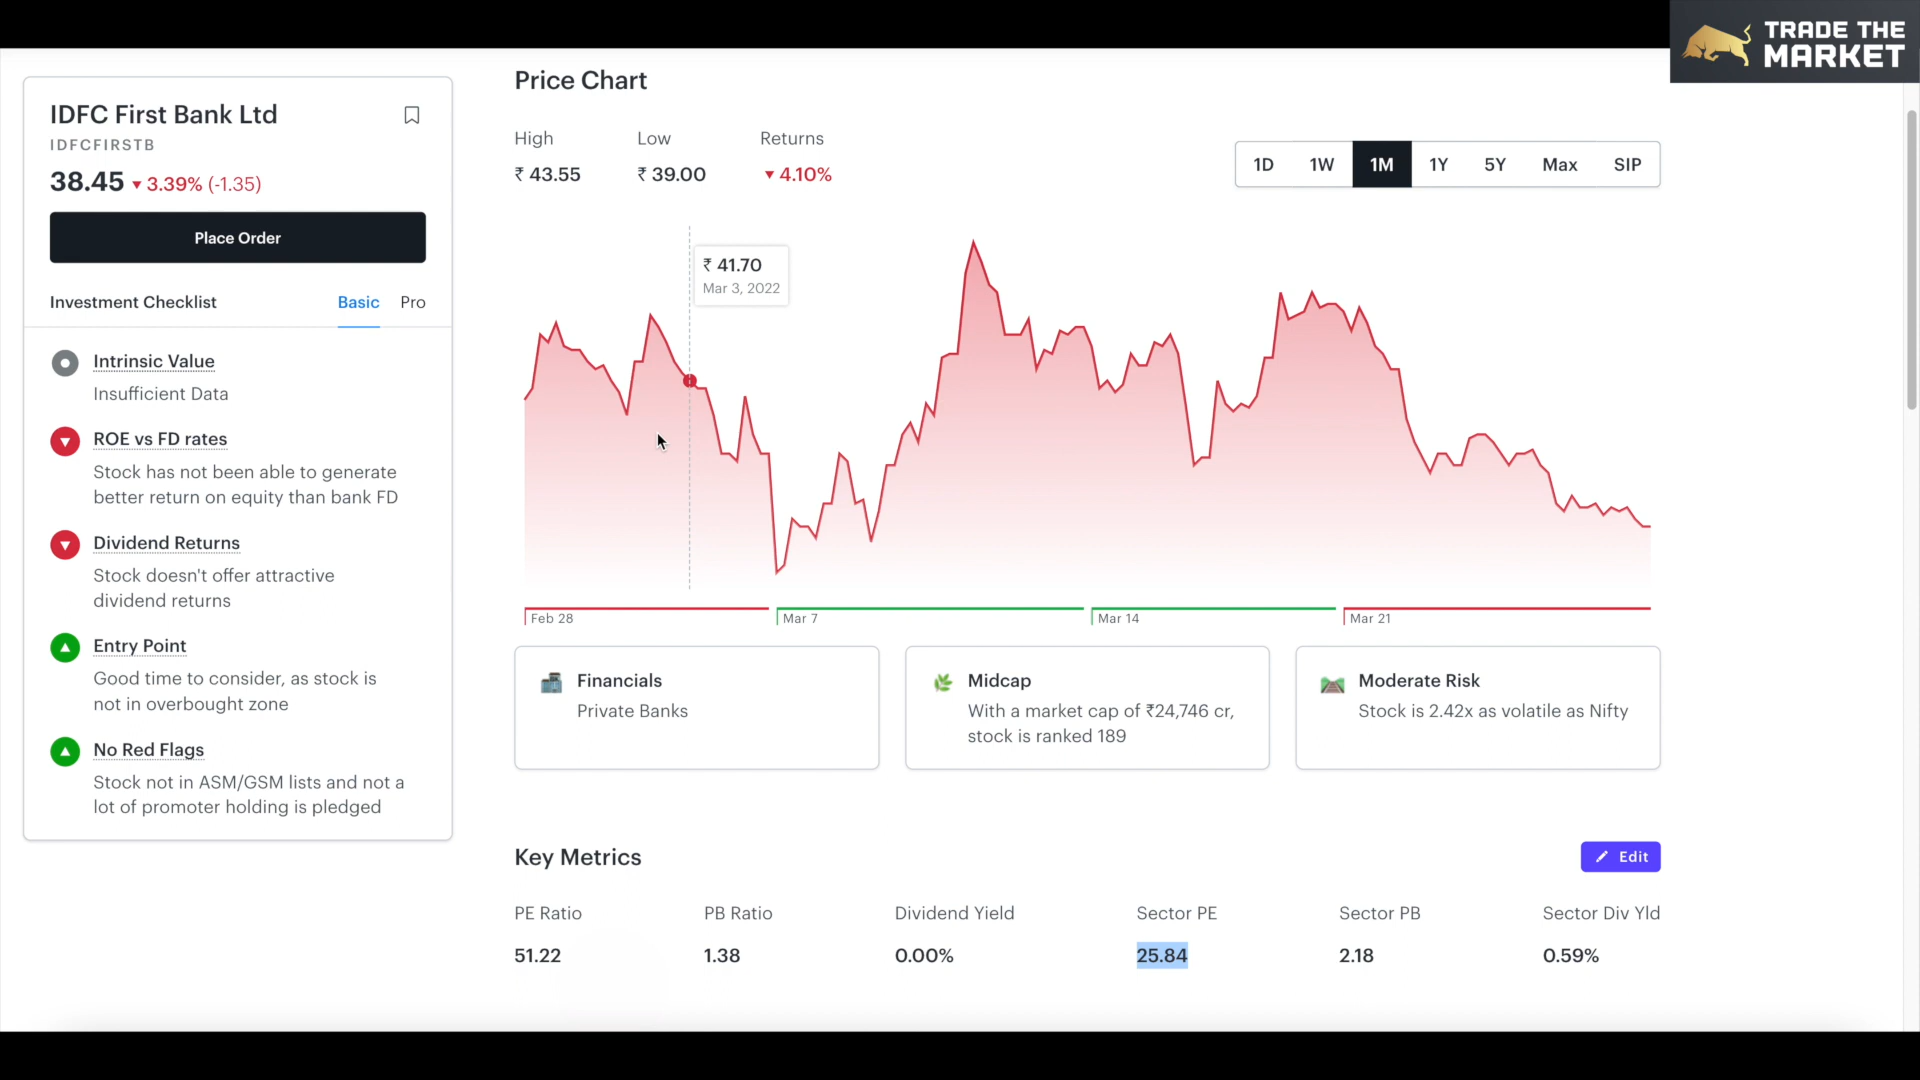 TRADE THE
MARKET
IDFC First Bank Ltd
IDFCFIRSTB
38.45 ▼ 3.39% (-1.35)
Place Order
Investment Checklist
Basic
Pro
Intrinsic Value
Insufficient Data
ROE vs FD rates
Stock has not been able to generate
better return on equity than bank FD
Dividend Returns
Stock doesn't offer attractive
dividend returns
Entry Point
Good time to consider, as stock is
not in overbought zone
No Red Flags
Stock not in ASM/GSM lists and not a
lot of promoter holding is pledged
Price Chart
High Low Returns
₹ 43.55 ₹ 39.00 ▼ 4.10%
1D 1W 1M 1Y 5Y Max SIP
₹ 41.70
Mar 3, 2022
Feb 28 Mar 7 Mar 14 Mar 21
Financials
Private Banks
Midcap
With a market cap of ₹24,746 cr,
stock is ranked 189
Moderate Risk
Stock is 2.42x as volatile as Nifty
Key Metrics
Edit
PE Ratio PB Ratio Dividend Yield Sector PE Sector PB Sector Div Yld
51.22 1.38 0.00% 25.84 2.18 0.59%